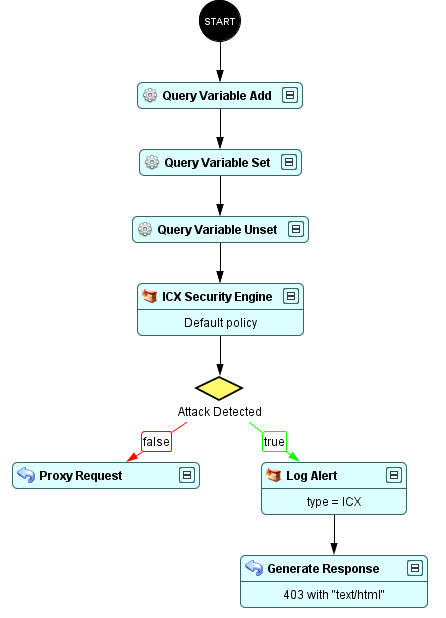 START
Query Variable Add
Query Variable Set
Query Variable Unset
ICX Security Engine
Default policy
Attack Detected
false
true
Proxy Request
Log Alert
type = ICX
Generate Response
403 with "text/html"